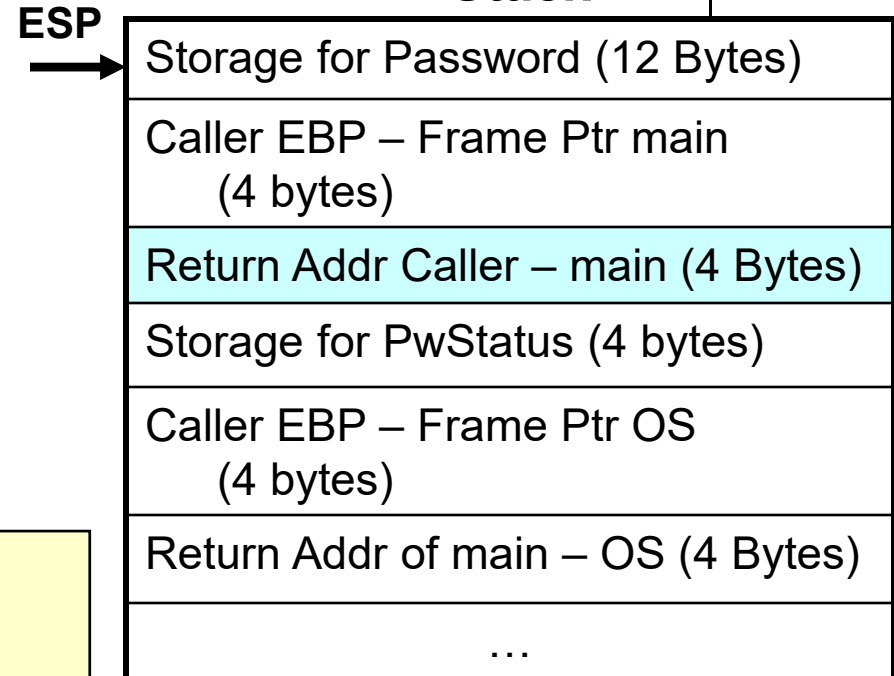 ESP
Storage for Password (12 Bytes)
Caller EBP – Frame Ptr main
(4 bytes)
Return Addr Caller – main (4 Bytes)
Storage for PwStatus (4 bytes)
Caller EBP – Frame Ptr OS
(4 bytes)
Return Addr of main – OS (4 Bytes)
…